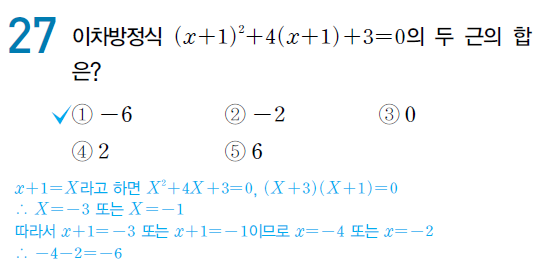 27 이차방정식 (x+1)²+4(x+1)+3=0의 두 근의 합
은?
✓① -6 ② -2 ③ 0
④ 2 ⑤ 6
x+1=X라고 하면 X²+4X+3=0, (X+3)(X+1)=0
∴ X=-3 또는 X=-1
따라서 x+1=-3 또는 x+1=-1이므로 x=-4 또는 x=-2
∴ -4-2=-6